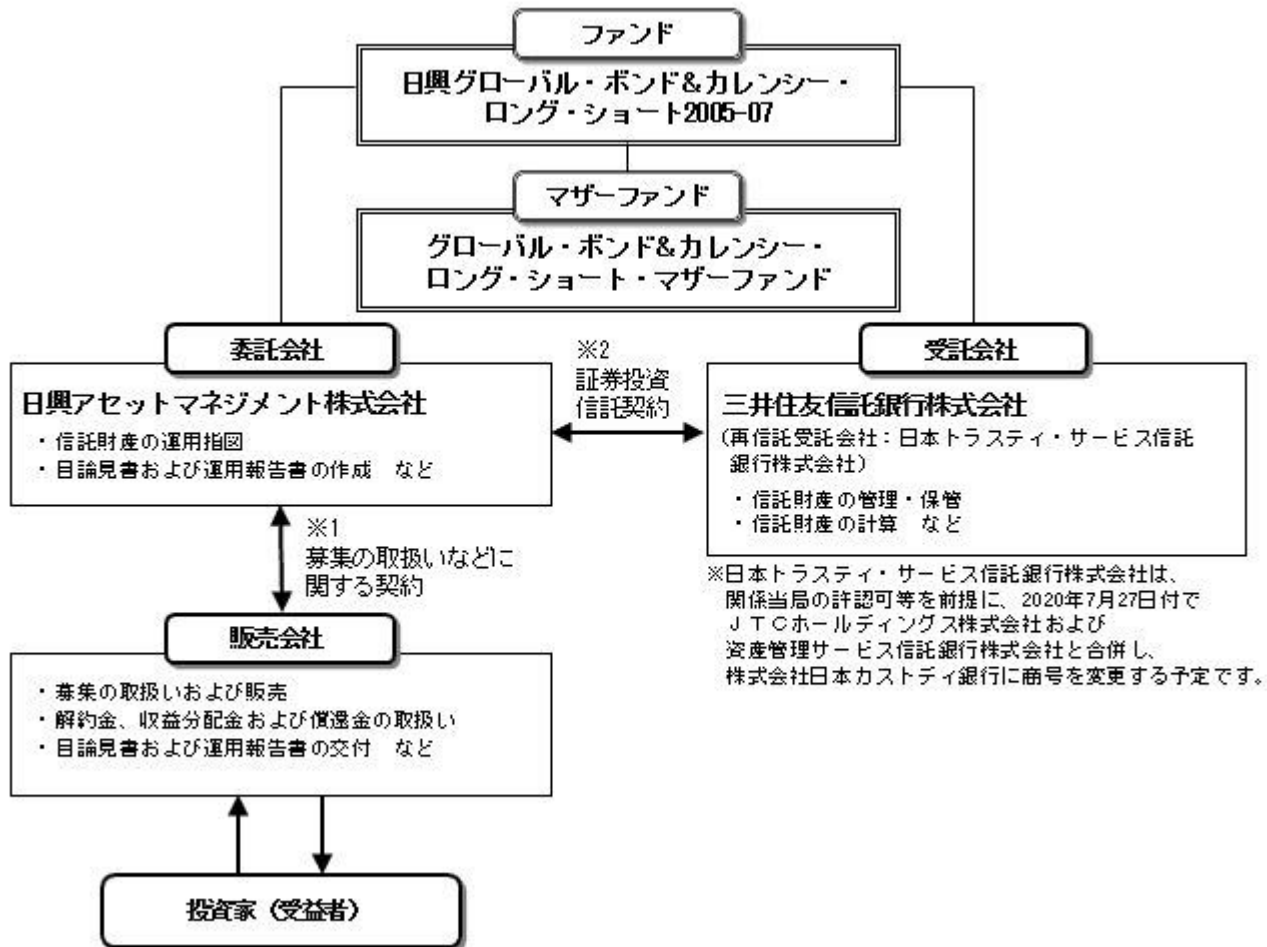 ファンド
日興グローバル・ボンド&カレンシー・
ロング・ショート2005-07
マザーファンド
グローバル・ボンド&カレンシー・
ロング・ショート・マザーファンド
委託会社
日興アセットマネジメント株式会社
・信託財産の運用指図
・目論見書および運用報告書の作成 など
※2
証券投資
信託契約
受託会社
三井住友信託銀行株式会社
(再信託受託会社:日本トラスティ・サービス信託
銀行株式会社)
・信託財産の管理・保管
・信託財産の計算 など
※1
募集の取扱いなどに
関する契約
※日本トラスティ・サービス信託銀行株式会社は、
関係当局の許認可等を前提に、2020年7月27日付で
JTCホールディングス株式会社および
資産管理サービス信託銀行株式会社と合併し、
株式会社日本カストディ銀行に商号を変更する予定です。
販売会社
・募集の取扱いおよび販売
・解約金、収益分配金および償還金の取扱い
・目論見書および運用報告書の交付 など
投資家(受益者)